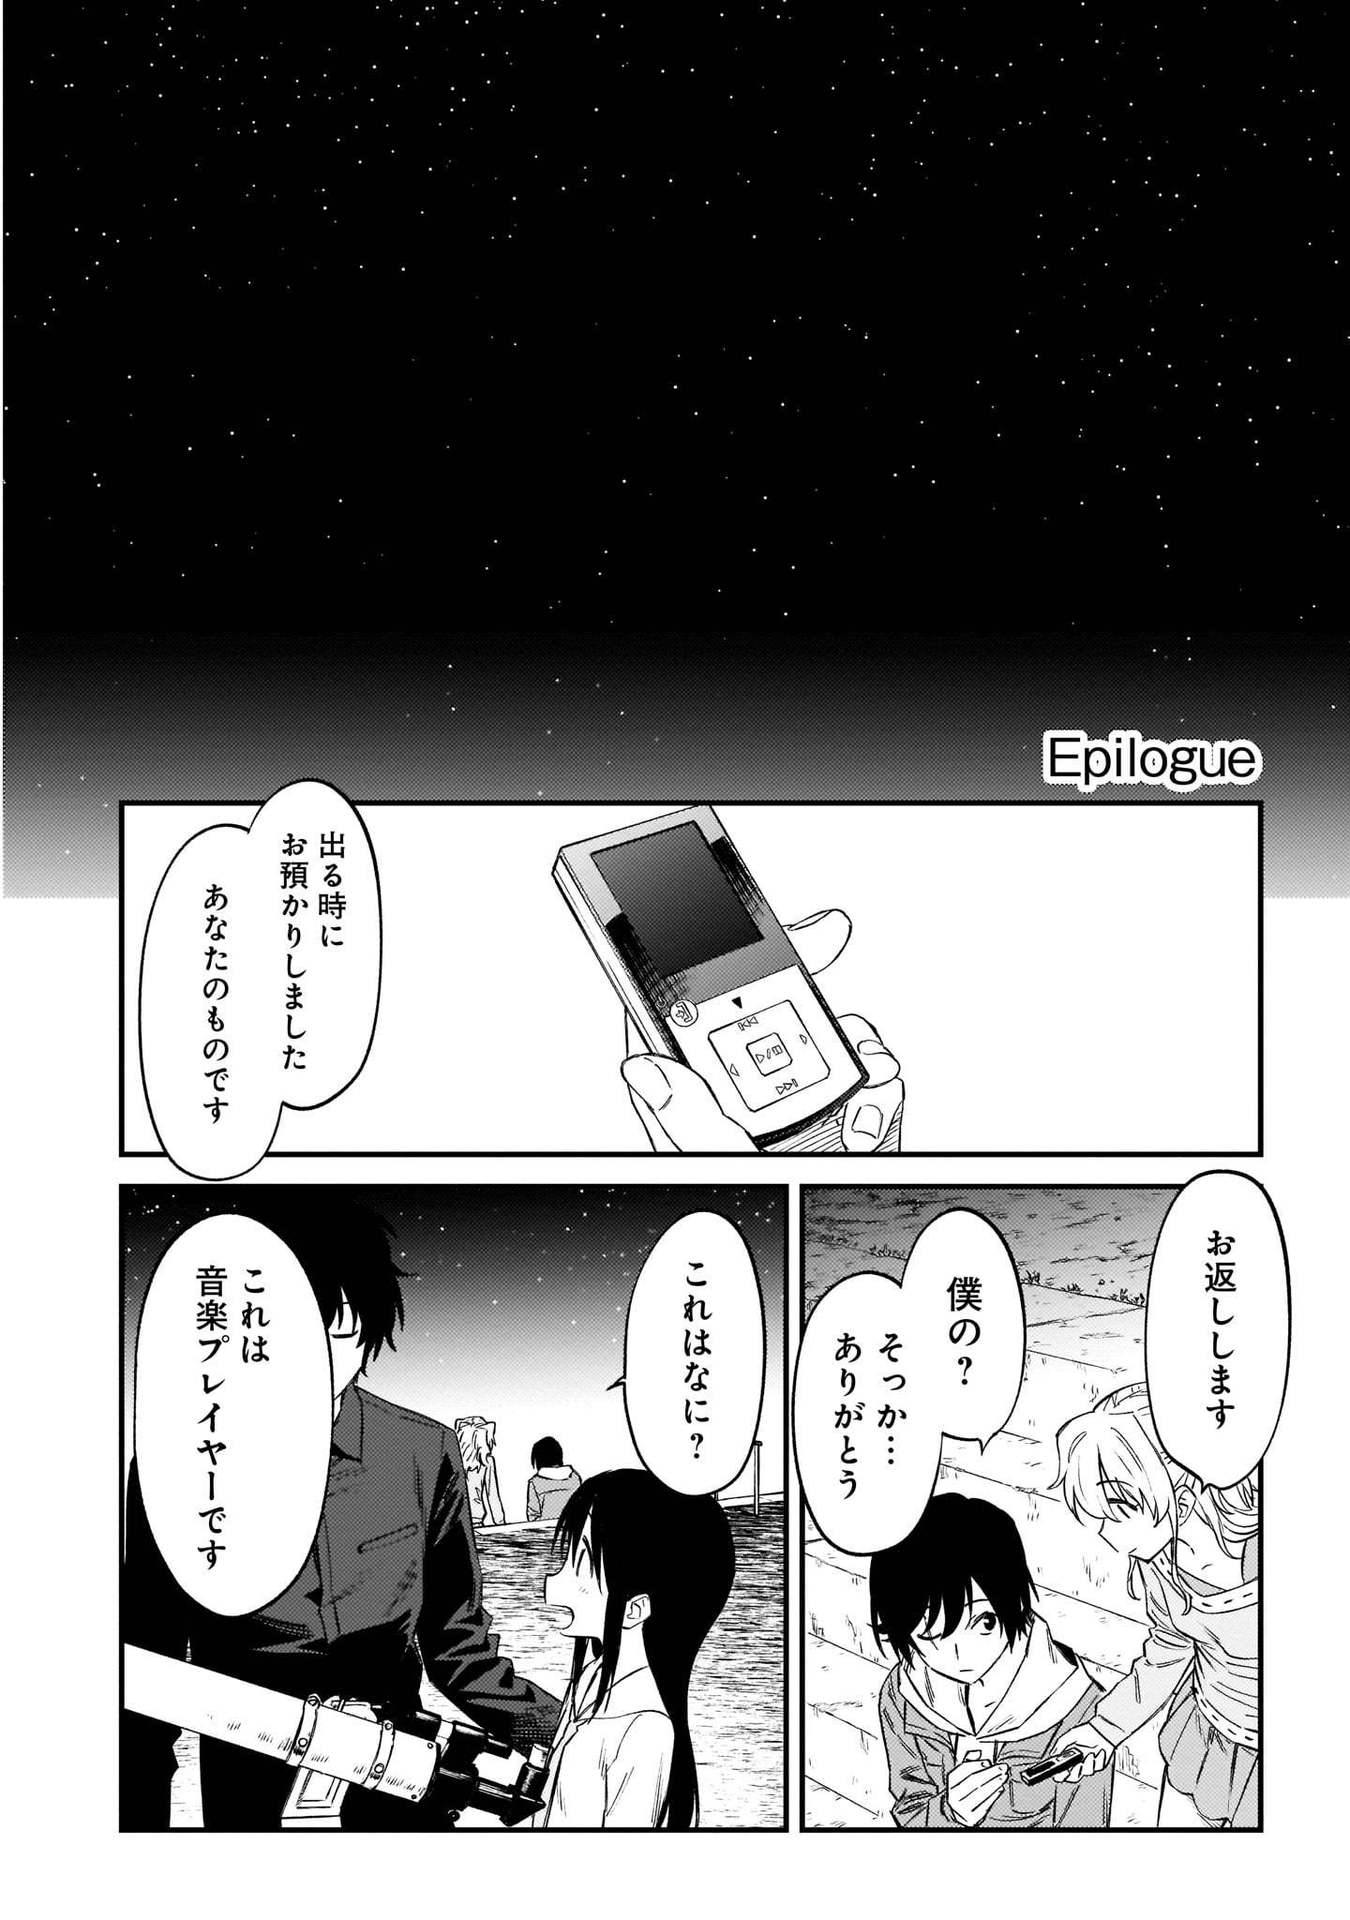 Epilogue
出る時に
お預かりしました
あなたのものです
お返しします
僕の？
そっか…
ありがとう
これはなに？
これは
音楽プレイヤーです